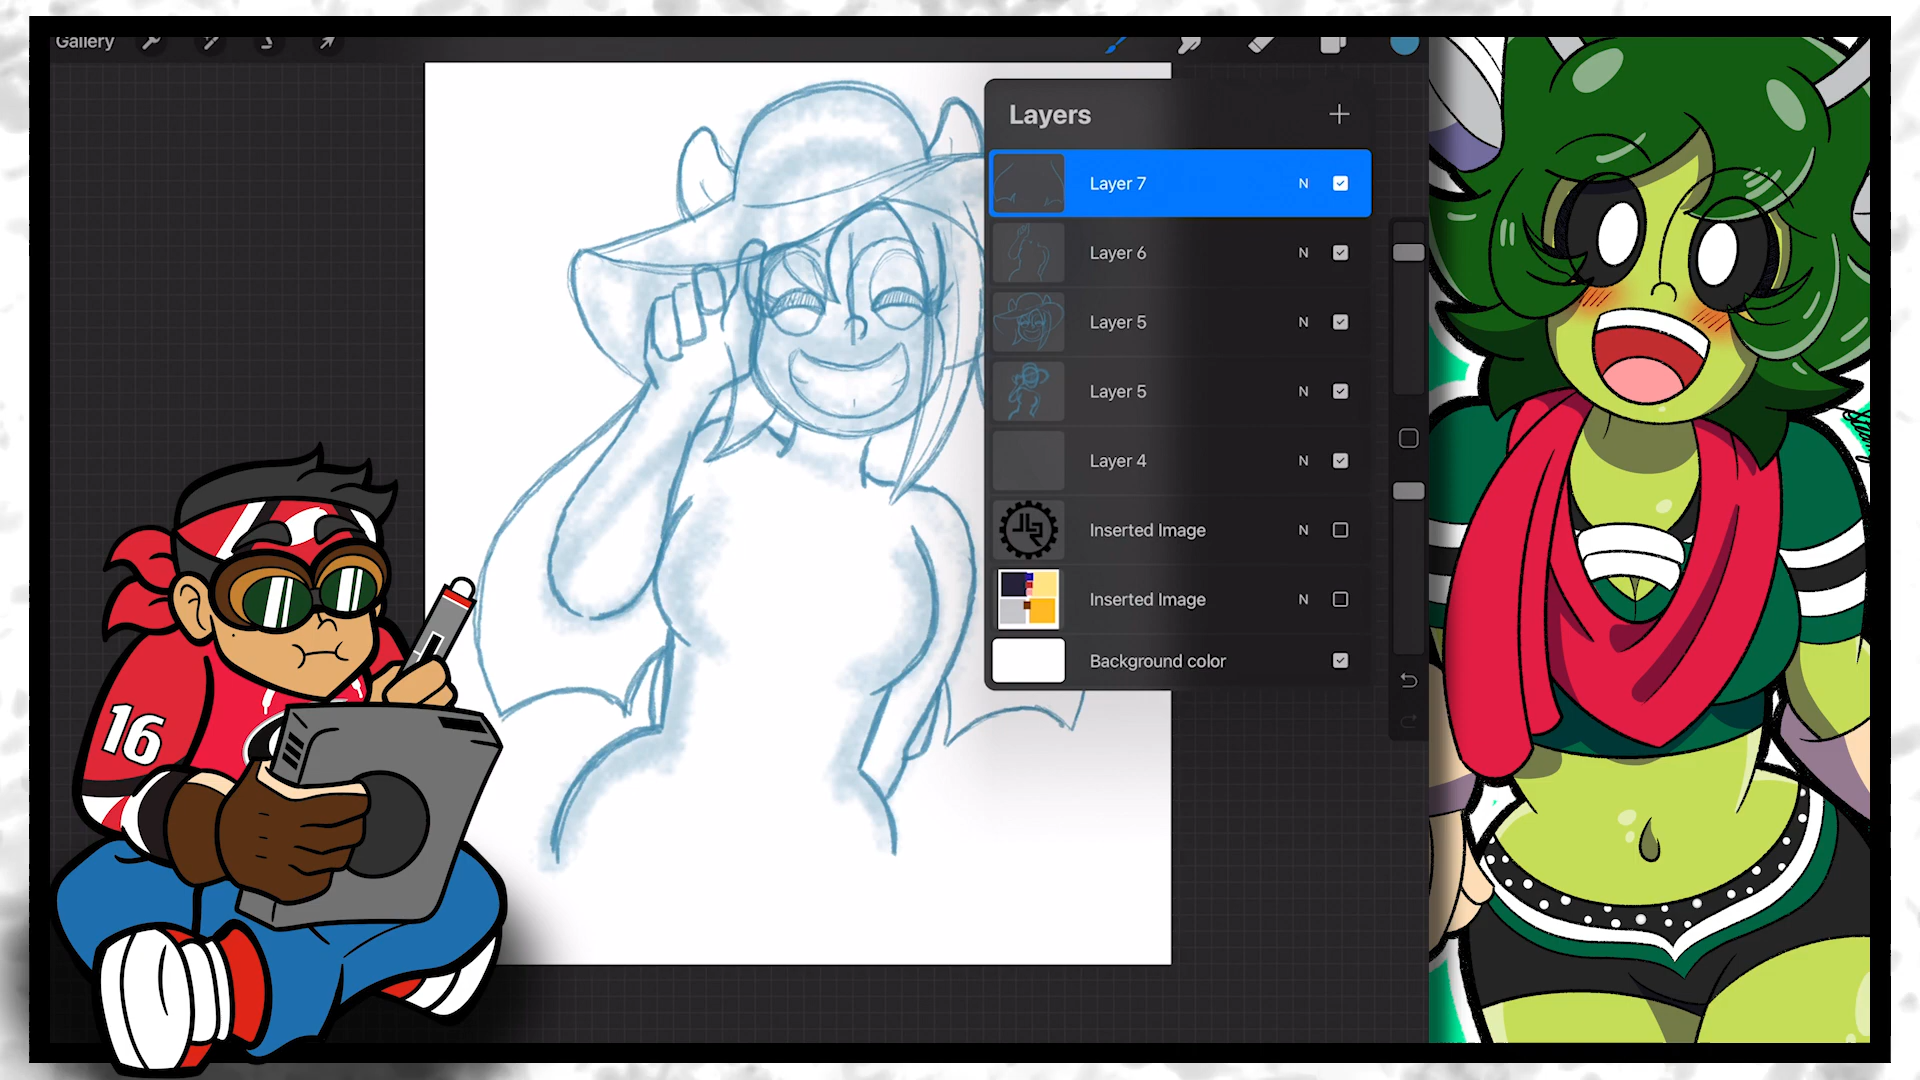 Gallery
Layers
Layer 7 N
Layer 6 N
Layer 5 N
Layer 5 N
Layer 4 N
Inserted Image N
Inserted Image N
Background color
16